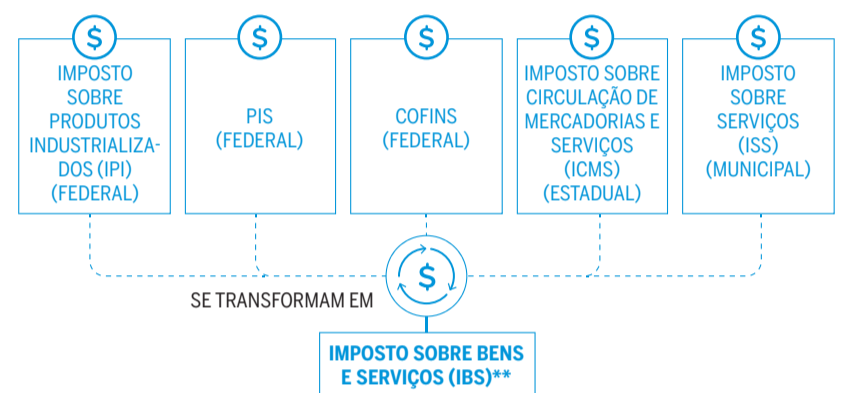 $
IMPOSTO
SOBRE
PRODUTOS
INDUSTRIALIZA-
DOS (IPI)
(FEDERAL)
$
PIS
(FEDERAL)
$
COFINS
(FEDERAL)
$
IMPOSTO SOBRE
CIRCULAÇÃO DE
MERCADORIAS E
SERVIÇOS
(ICMS)
(ESTADUAL)
$
IMPOSTO
SOBRE
SERVIÇOS
(ISS)
(MUNICIPAL)
$
SE TRANSFORMAM EM
IMPOSTO SOBRE BENS
E SERVIÇOS (IBS)**